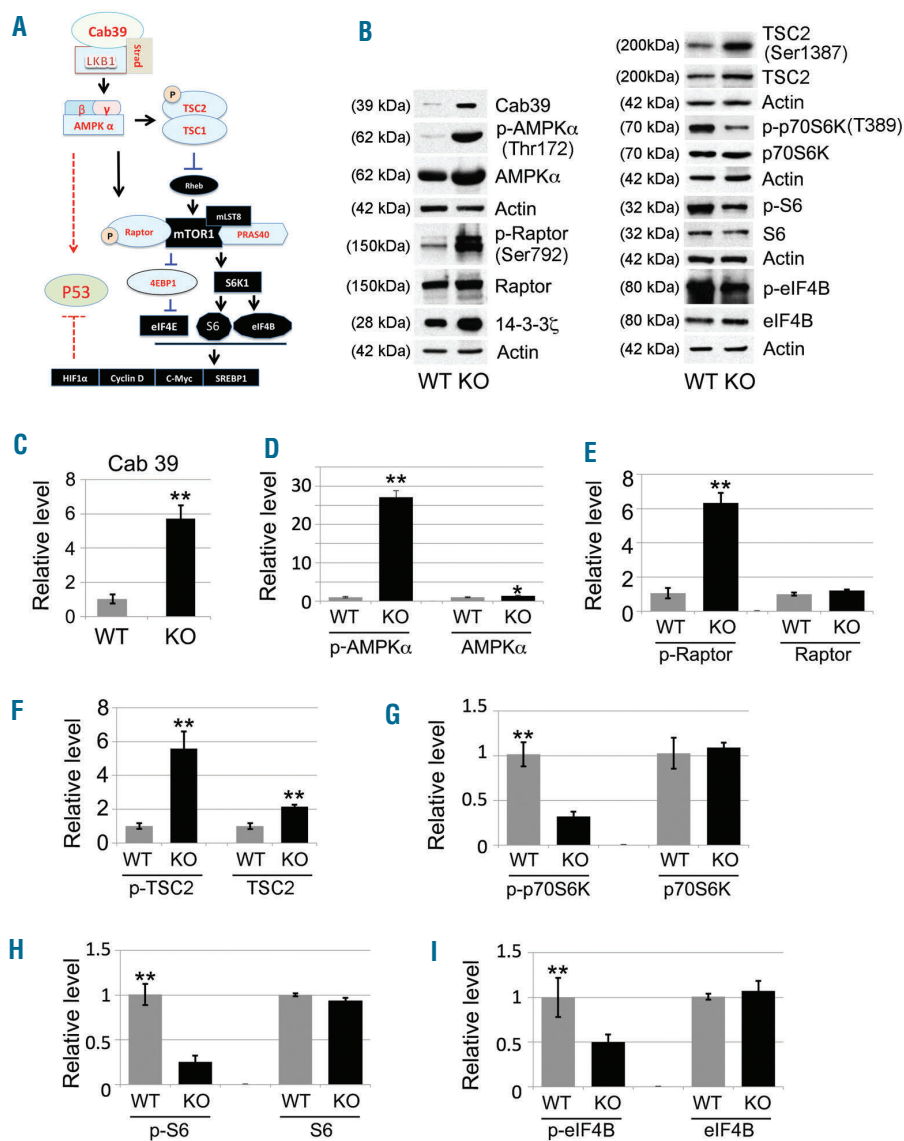 A
Cab39
LKB1
Strad
β γ
AMPK α
P
TSC2
TSC1
Rheb
mLST8
Raptor
mTOR1
PRAS40
P
4EBP1
S6K1
P53
eIF4E
S6
eIF4B
HIF1α Cyclin D C-Myc SREBP1
B
(39 kDa) Cab39
(62 kDa) p-AMPKα
(Thr172)
(62 kDa) AMPKα
(42 kDa) Actin
(150kDa) p-Raptor
(Ser792)
(150kDa) Raptor
(28 kDa) 14-3-3ζ
(42 kDa) Actin
WT KO
(200kDa) TSC2
(Ser1387)
(200kDa) TSC2
(42 kDa) Actin
(70 kDa) p-p70S6K(T389)
(70 kDa) p70S6K
(42 kDa) Actin
(32 kDa) p-S6
(32 kDa) S6
(42 kDa) Actin
(80 kDa) p-eIF4B
(80 kDa) eIF4B
(42 kDa) Actin
WT KO
C
Cab 39
Relative level
8
6
4
2
0
**
WT KO
D
Relative level
30
20
10
0
**
*
WT KO WT KO
p-AMPKα AMPKα
E
Relative level
8
6
4
2
0
**
WT KO WT KO
p-Raptor Raptor
F
Relative level
8
6
4
2
0
**
**
WT KO WT KO
p-TSC2 TSC2
G
Relative level
1.5
1
0.5
0
**
WT KO WT KO
p-p70S6K p70S6K
H
Relative level
1.5
1
0.5
0
**
WT KO WT KO
p-S6 S6
I
Relative level
1.5
1
0.5
0
**
WT KO WT KO
p-eIF4B eIF4B